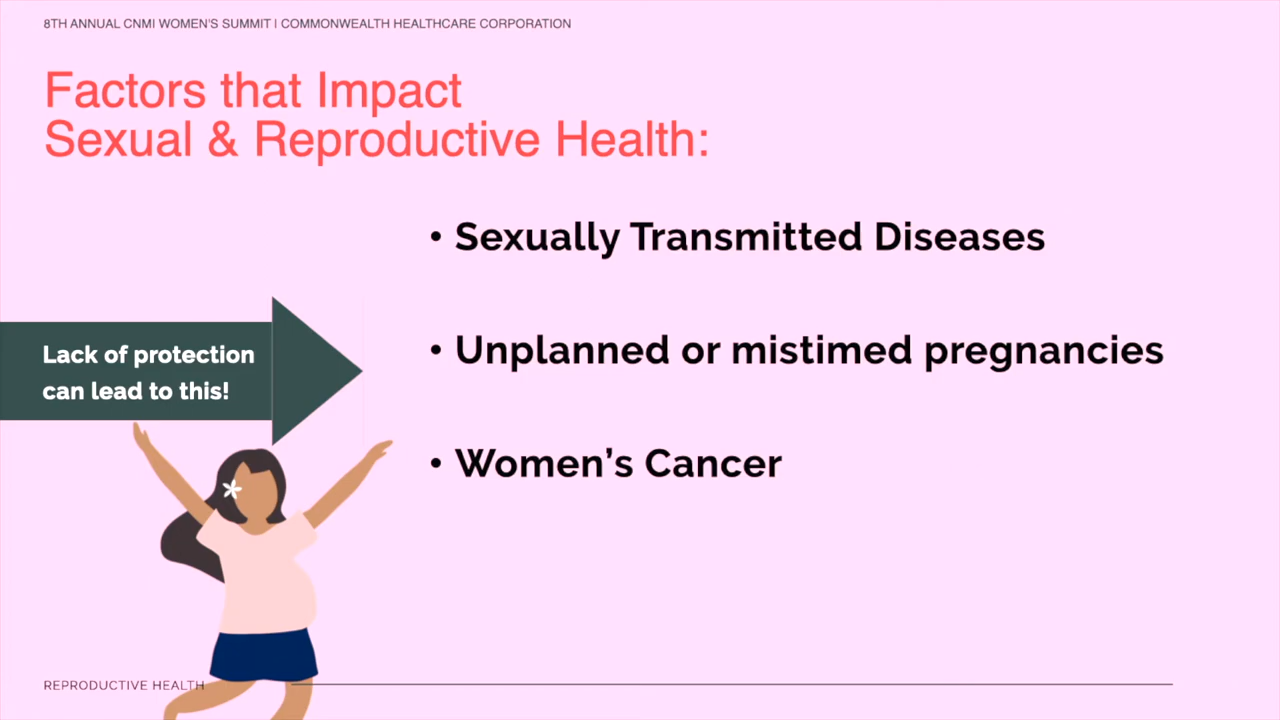 8TH ANNUAL CNMI WOMEN'S SUMMIT | COMMONWEALTH HEALTHCARE CORPORATION
Factors that Impact
Sexual & Reproductive Health:
• Sexually Transmitted Diseases
Lack of protection
can lead to this!
• Unplanned or mistimed pregnancies
• Women's Cancer
REPRODUCTIVE HEALTH